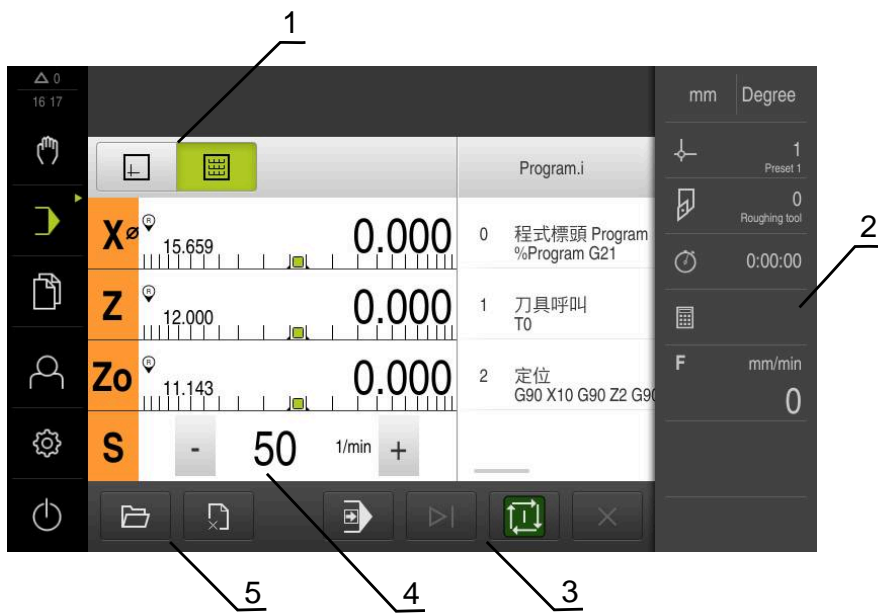 1
0
16 17
mm Degree
1
Preset 1
Program.i
0
Roughing tool
2
X⌀ R 15.659 0.000
0 程式標頭 Program
%Program G21
0:00:00
Z R 12.000 0.000
1 刀具呼叫
T0
F mm/min
0
Zo R 11.143 0.000
2 定位
G90 X10 G90 Z2 G90
S - 50 1/min +
5
4
3